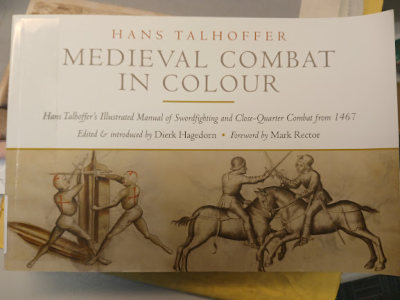 HANS TALHOFFER
MEDIEVAL COMBAT
IN COLOUR
Hans Talhoffer's Illustrated Manual of Swordfighting and Close-Quarter Combat from 1467
Edited & introduced by Dierk Hagedorn • Foreword by Mark Rector